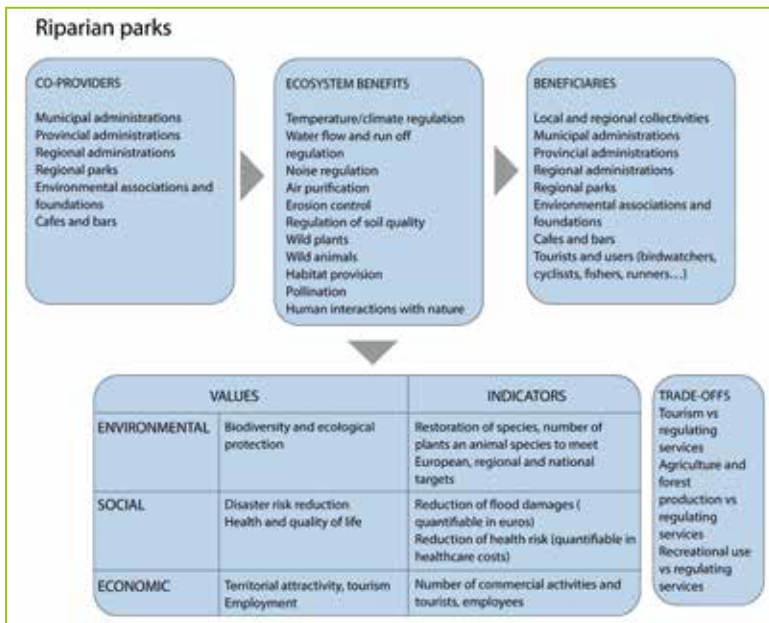 Riparian parks
CO-PROVIDERS
Municipal administrations
Provincial administrations
Regional administrations
Regional parks
Environmental associations and
foundations
Cafes and bars
ECOSYSTEM BENEFITS
Temperature/climate regulation
Water flow and run off
regulation
Noise regulation
Air purification
Erosion control
Regulation of soil quality
Wild plants
Wild animals
Habitat provision
Pollination
Human interactions with nature
BENEFICIARIES
Local and regional collectivities
Municipal administrations
Provincial administrations
Regional administrations
Regional parks
Environmental associations and
foundations
Cafes and bars
Tourists and users (birdwatchers,
cyclissts, fishers, runners…)
VALUES
INDICATORS
ENVIRONMENTAL
Biodiversity and ecological
protection
Restoration of species, number of
plants an animal species to meet
European, regional and national
targets
SOCIAL
Disaster risk reduction
Health and quality of life
Reduction of flood damages (
quantifiable in euros)
Reduction of health risk (quantifiable in
healthcare costs)
ECONOMIC
Territorial attractivity, tourism
Employment
Number of commercial activities and
tourists, employees
TRADE-OFFS
Tourism vs
regulating
services
Agriculture and
forest
production vs
regulating
services
Recreational use
vs regulating
services